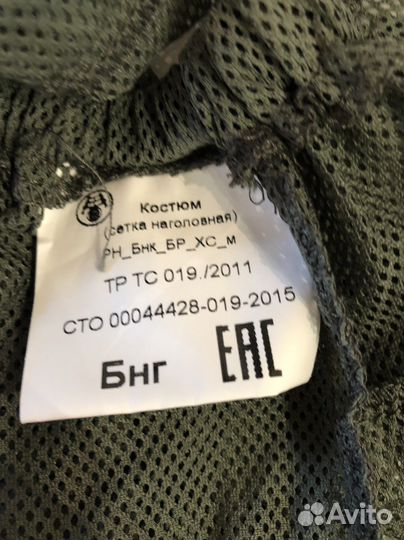 Костюм
(сетка наголовная)
РН_Бнк_БР_ХС_м
ТР ТС 019./2011
СТО 00044428-019-2015
Бнг EAC
Avito